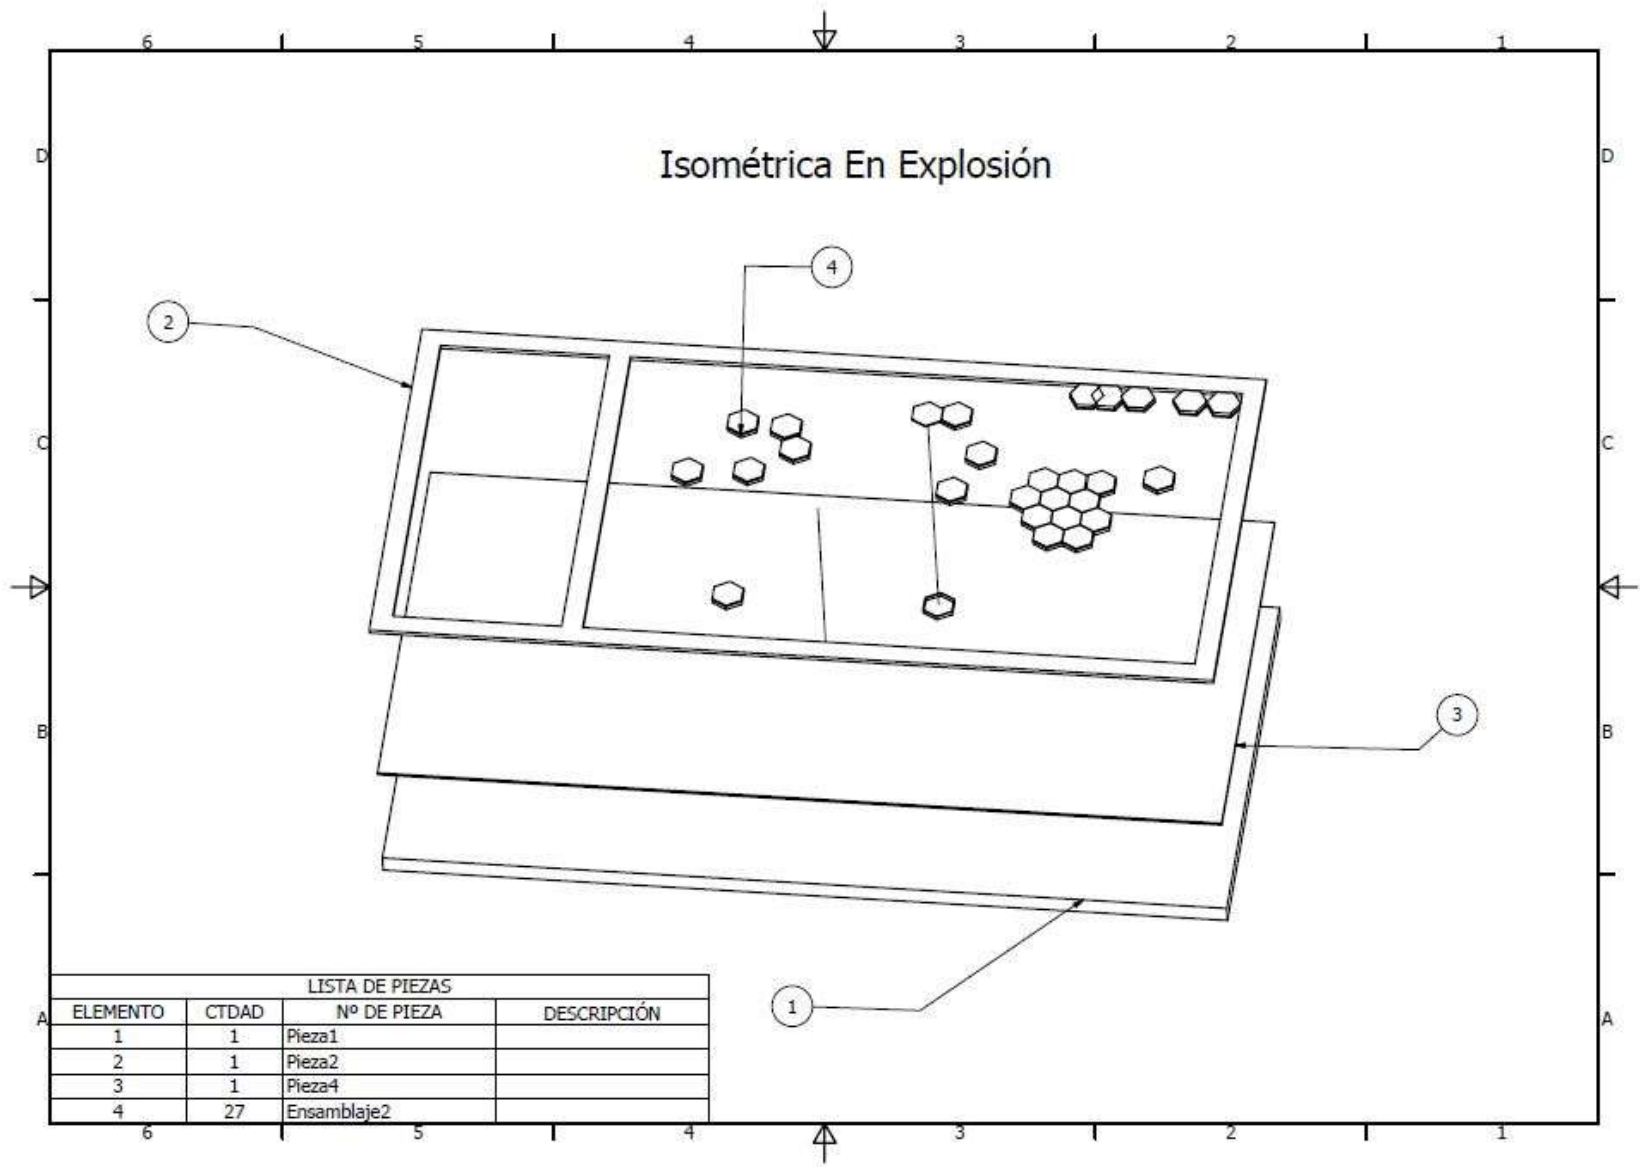 6 5 4 3 2 1
D D
Isométrica En Explosión
4
2
C C
3
B B
LISTA DE PIEZAS
ELEMENTO CTDAD Nº DE PIEZA DESCRIPCIÓN
1
A A
1 1 Pieza1
2 1 Pieza2
3 1 Pieza4
4 27 Ensamblaje2
6 5 4 3 2 1